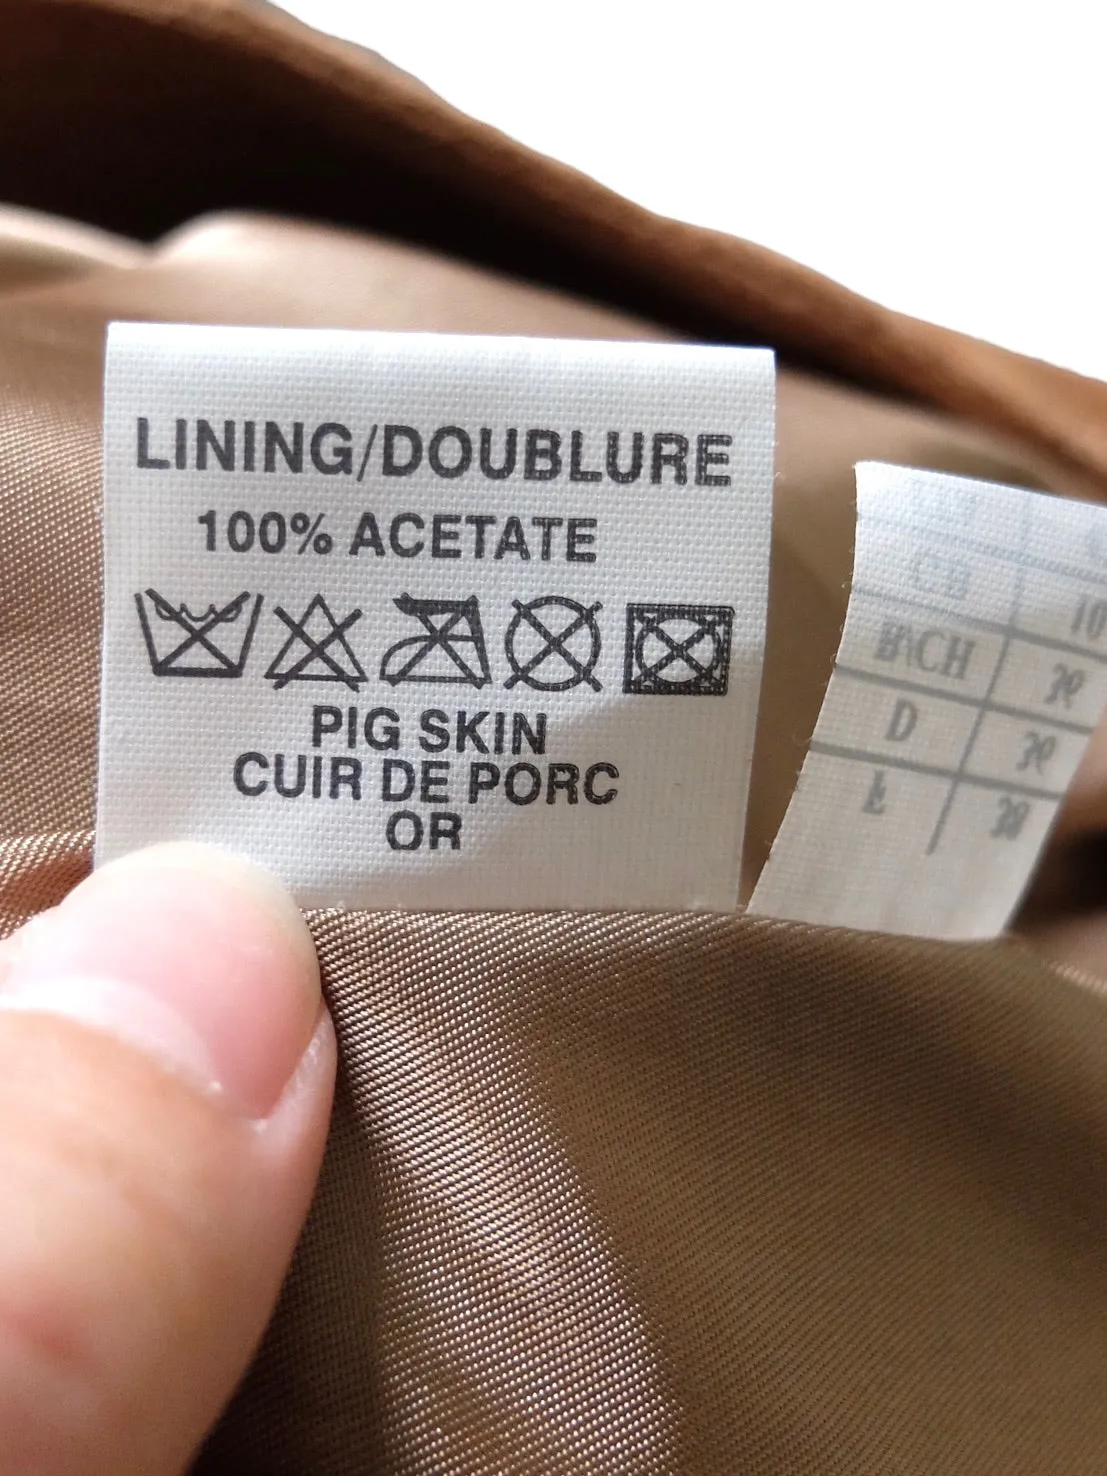 LINING/DOUBLURE
100% ACETATE
PIG SKIN
CUIR DE PORC
OR
B\CH
D